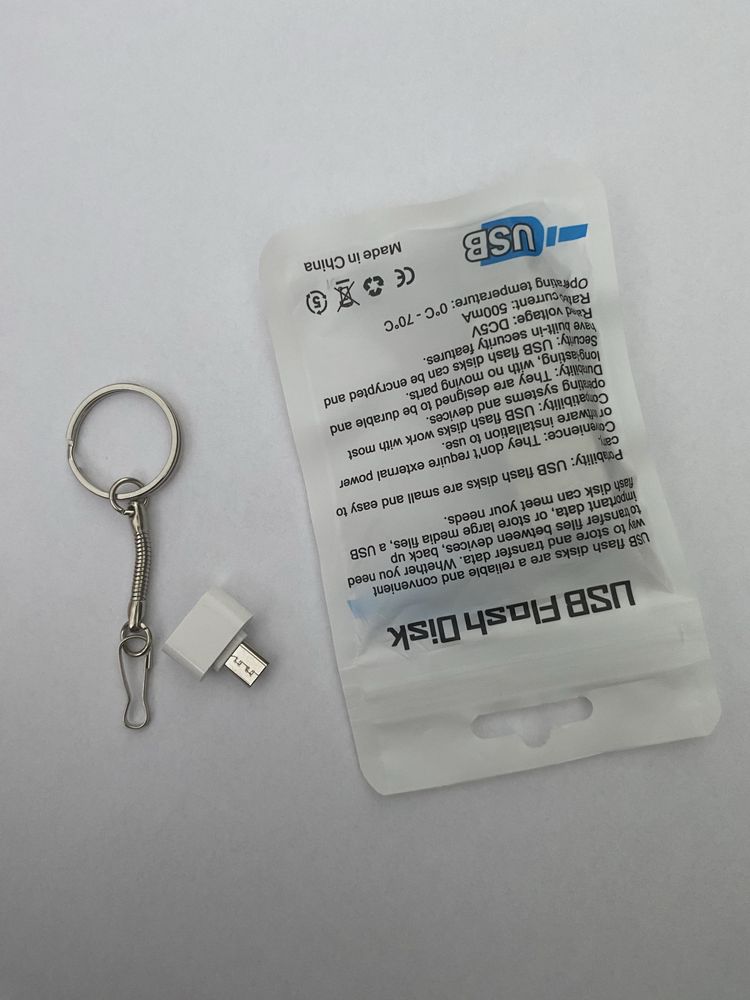 USB Flash Disk
USB flash disks are a reliable and convenient
way to store and transfer data. Whether you need
to transfer files between devices, back up
important data, or store large media files, a USB
flash disk can meet your needs.
Portability: USB flash disks are small and easy to
Convenience: They don't require external power
or software installation to use.
Compatibility: USB flash disks work with most
operating systems and devices.
Durability: They are designed to be durable and
long-lasting, with no moving parts.
Security: USB flash disks can be encrypted and
have built-in security features.
Rated voltage: DC5V
Rated current: 500mA
Operating temperature: 0°C - 70°C
CE 5
Made in China
USB